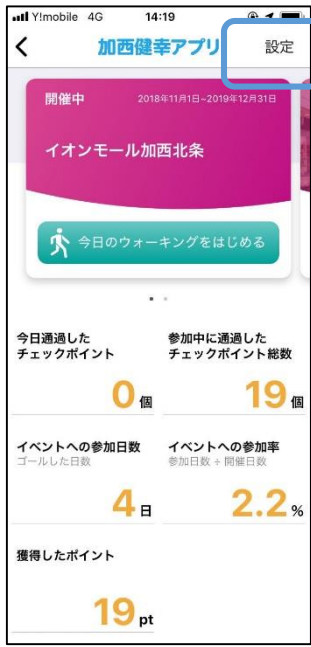 Y!mobile 4G 14:19
加西健幸アプリ 設定
開催中 2018年11月1日~2019年12月31日
イオンモール加西北条
今日のウォーキングをはじめる
今日通過した
チェックポイント
0個
参加中に通過した
チェックポイント総数
19個
イベントへの参加日数
ゴールした日数
4日
イベントへの参加率
参加日数 ÷ 開催日数
2.2%
獲得したポイント
19pt